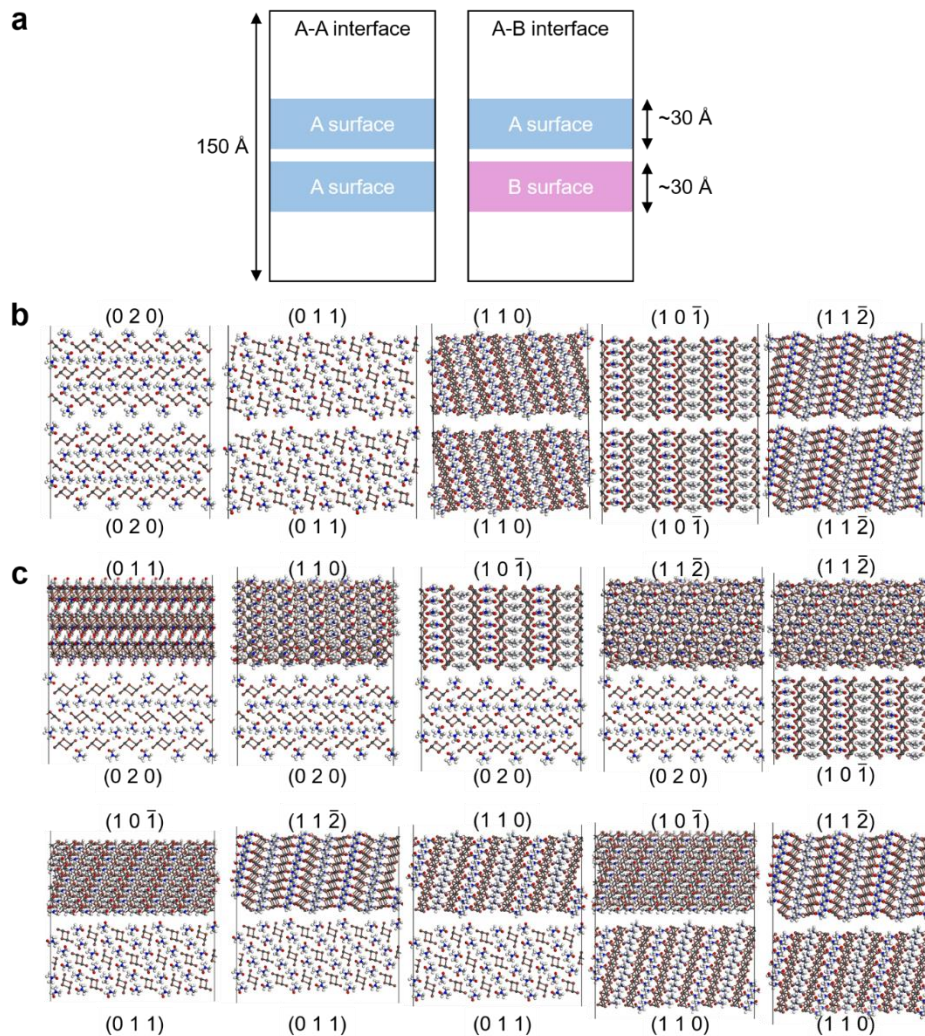 a
A-A interface A-B interface
150 Å
A surface A surface ~30 Å
A surface B surface ~30 Å
b
(0 2 0) (0 1 1) (1 1 0) (1 0 1̅) (1 1 2̅)
(0 2 0) (0 1 1) (1 1 0) (1 0 1̅) (1 1 2̅)
c
(0 1 1) (1 1 0) (1 0 1̅) (1 1 2̅) (1 1 2̅)
(0 2 0) (0 2 0) (0 2 0) (0 2 0) (1 0 1̅)
(1 0 1̅) (1 1 2̅) (1 1 0) (1 0 1̅) (1 1 2̅)
(0 1 1) (0 1 1) (0 1 1) (1 1 0) (1 1 0)